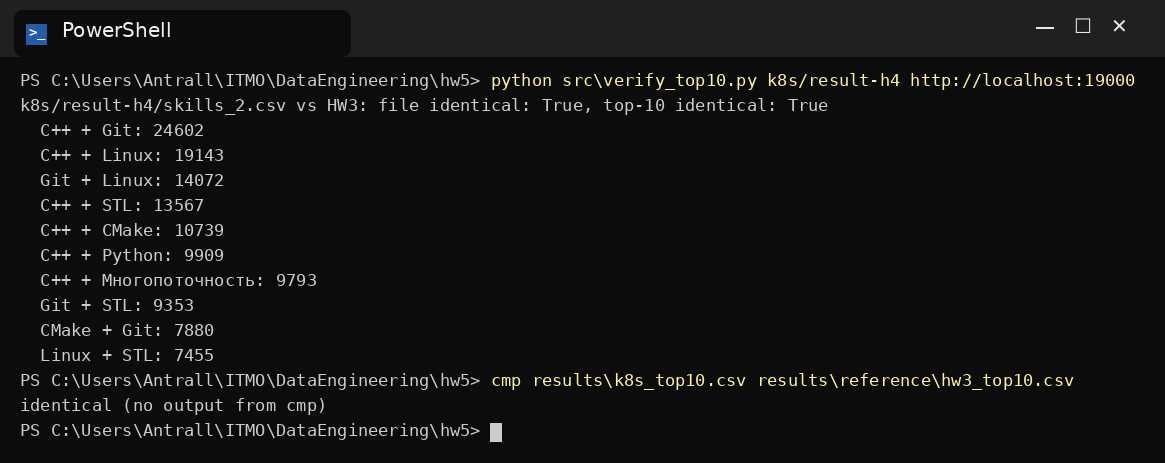 >_ PowerShell
PS C:\Users\Antrall\ITMO\DataEngineering\hw5> python src\verify_top10.py k8s/result-h4 http://localhost:19000
k8s/result-h4/skills_2.csv vs HW3: file identical: True, top-10 identical: True
C++ + Git: 24602
C++ + Linux: 19143
Git + Linux: 14072
C++ + STL: 13567
C++ + CMake: 10739
C++ + Python: 9909
C++ + Многопоточность: 9793
Git + STL: 9353
CMake + Git: 7880
Linux + STL: 7455
PS C:\Users\Antrall\ITMO\DataEngineering\hw5> cmp results\k8s_top10.csv results\reference\hw3_top10.csv
identical (no output from cmp)
PS C:\Users\Antrall\ITMO\DataEngineering\hw5>